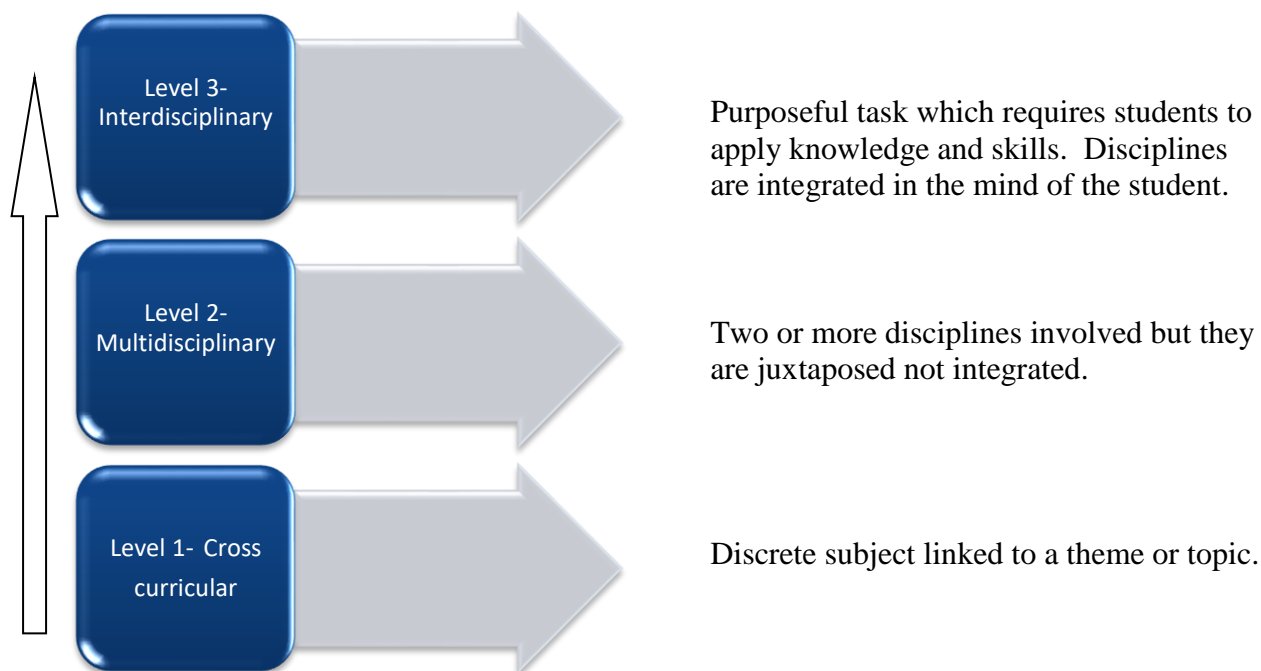 Level 3-
Interdisciplinary
Purposeful task which requires students to
apply knowledge and skills.  Disciplines
are integrated in the mind of the student.
Level 2-
Multidisciplinary
Two or more disciplines involved but they
are juxtaposed not integrated.
Level 1- Cross
curricular
Discrete subject linked to a theme or topic.